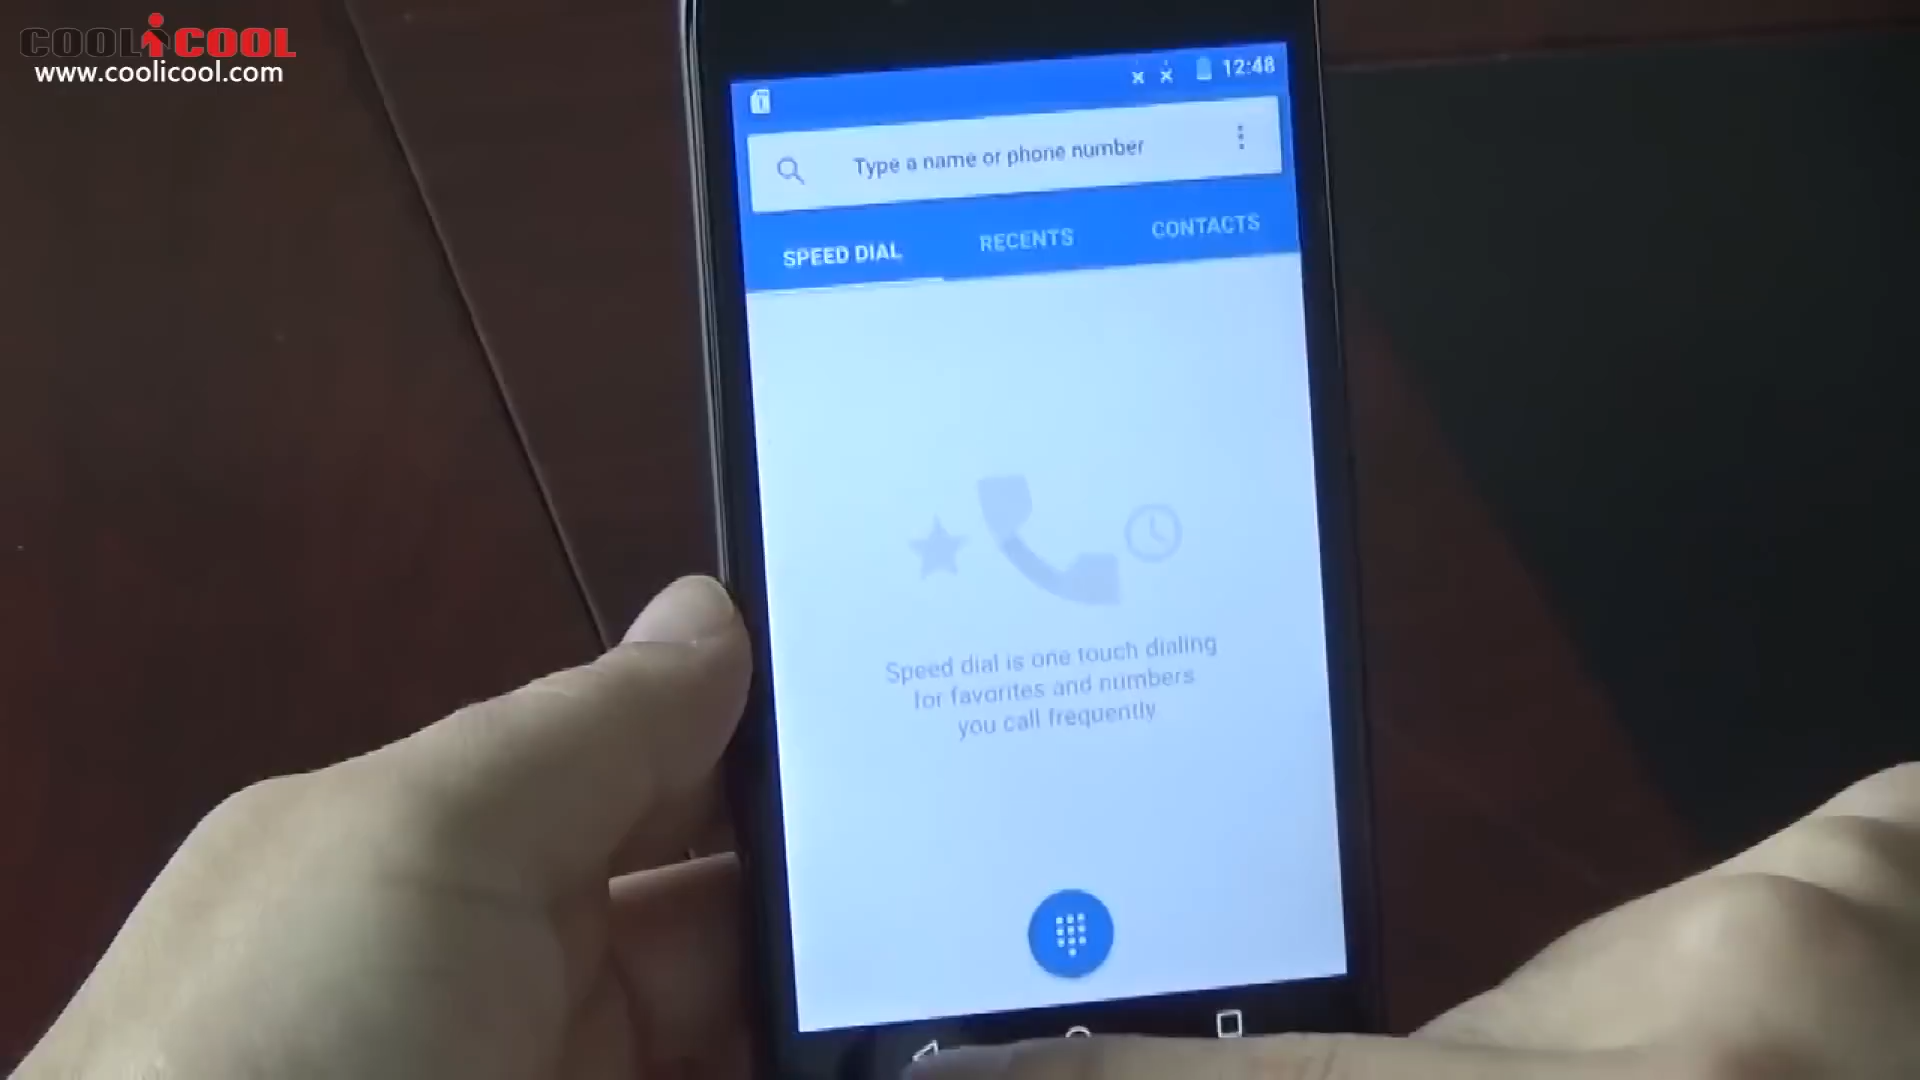 COOLiCOOL
www.coolicool.com
12:48
Type a name or phone number
SPEED DIAL
RECENTS
CONTACTS
Speed dial is one touch dialing
for favorites and numbers
you call frequently